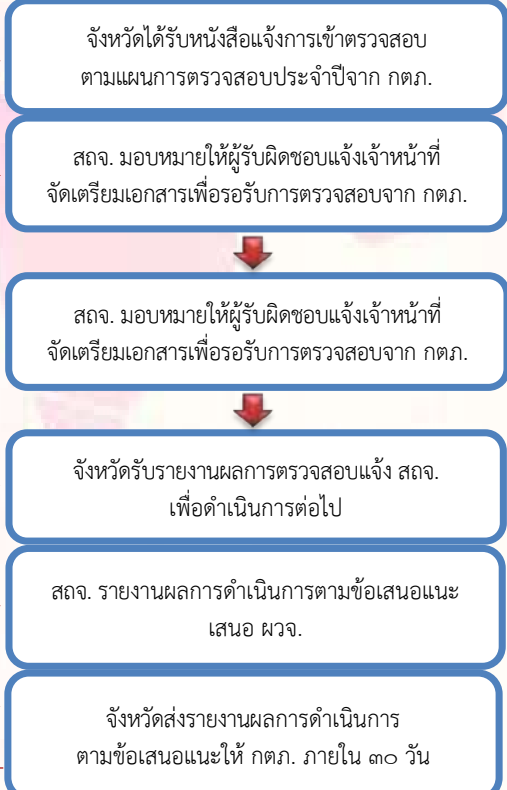 จังหวัดได้รับหนังสือแจ้งการเข้าตรวจสอบ
ตามแผนการตรวจสอบประจำปีจาก กตภ.
สถจ. มอบหมายให้ผู้รับผิดชอบแจ้งเจ้าหน้าที่
จัดเตรียมเอกสารเพื่อรอรับการตรวจสอบจาก กตภ.
สถจ. มอบหมายให้ผู้รับผิดชอบแจ้งเจ้าหน้าที่
จัดเตรียมเอกสารเพื่อรอรับการตรวจสอบจาก กตภ.
จังหวัดรับรายงานผลการตรวจสอบแจ้ง สถจ.
เพื่อดำเนินการต่อไป
สถจ. รายงานผลการดำเนินการตามข้อเสนอแนะ
เสนอ ผวจ.
จังหวัดส่งรายงานผลการดำเนินการ
ตามข้อเสนอแนะให้ กตภ. ภายใน ๓๐ วัน